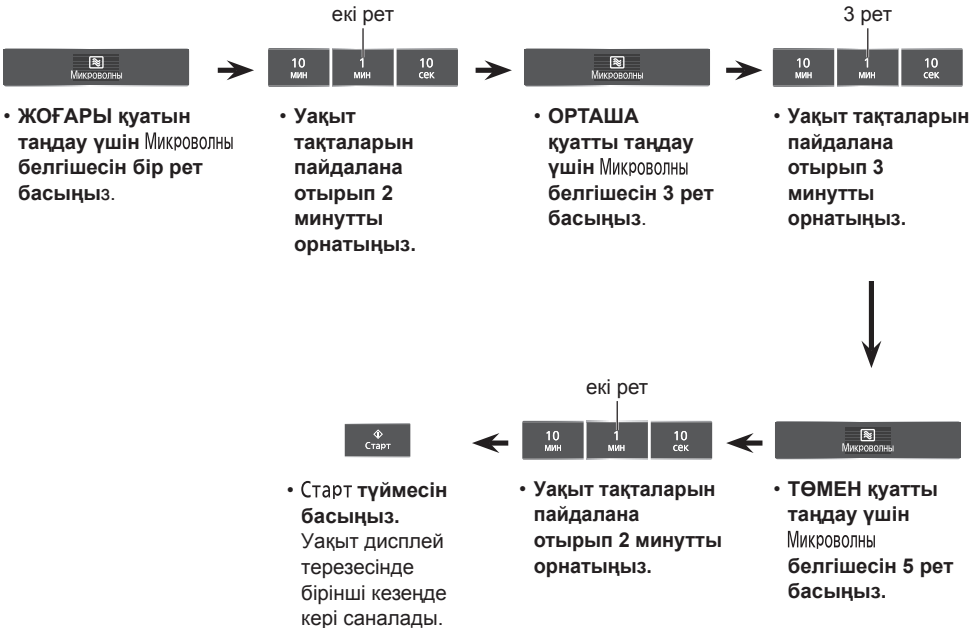 екі рет
3 рет
Микроволны
10 мин
1 мин
10 сек
Микроволны
10 мин
1 мин
10 сек
• ЖОҒАРЫ қуатын
таңдау үшін Микроволны
белгішесін бір рет
басыңыз.
• Уақыт
тақталарын
пайдалана
отырып 2
минутты
орнатыңыз.
• ОРТАША
қуатты таңдау
үшін Микроволны
белгішесін 3 рет
басыңыз.
• Уақыт тақталарын
пайдалана
отырып 3
минутты
орнатыңыз.
Микроволны
• ТӨМЕН қуатты
таңдау үшін
Микроволны
белгішесін 5 рет
басыңыз.
екі рет
10 мин
1 мин
10 сек
• Уақыт тақталарын
пайдалана
отырып 2 минутты
орнатыңыз.
Старт
• Старт түймесін
басыңыз.
Уақыт дисплей
терезесінде
бірінші кезеңде
кері саналады.